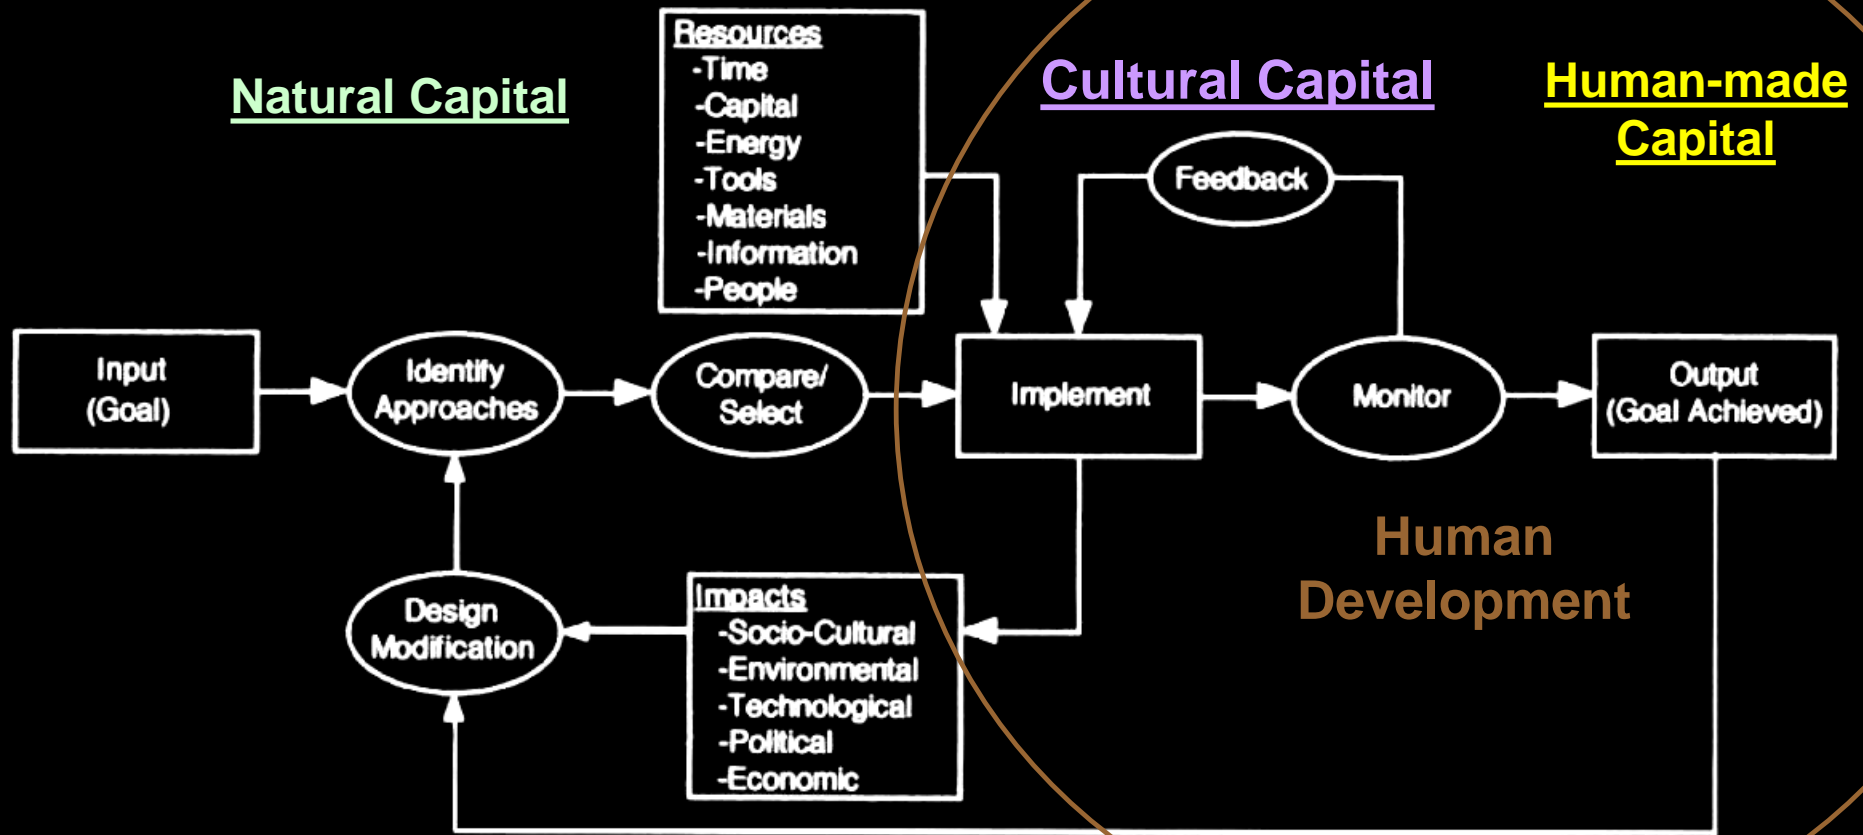 Natural Capital
Resources
-Time
-Capital
-Energy
-Tools
-Materials
-Information
-People
Cultural Capital
Human-made
Capital
Feedback
Input
(Goal)
Identify
Approaches
Compare/
Select
Implement
Monitor
Output
(Goal Achieved)
Human
Development
Design
Modification
Impacts
-Socio-Cultural
-Environmental
-Technological
-Political
-Economic